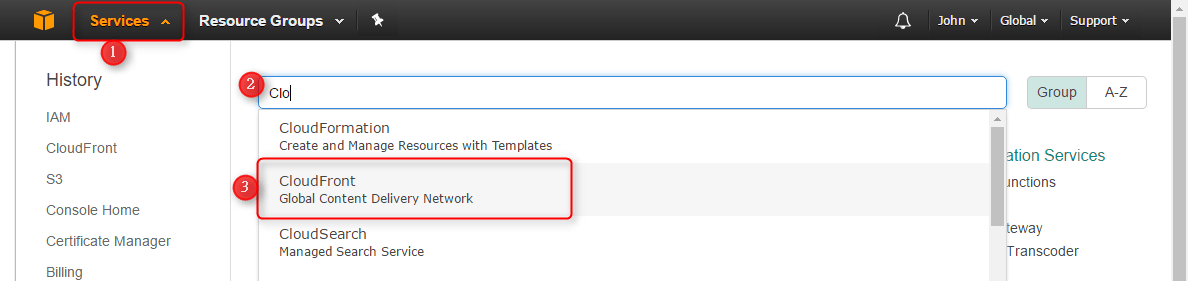 Services
Resource Groups
John
Global
Support
1
History
IAM
CloudFront
S3
Console Home
Certificate Manager
Billing
2
Clo
Group
A-Z
CloudFormation
Create and Manage Resources with Templates
3
CloudFront
Global Content Delivery Network
CloudSearch
Managed Search Service
ation Services
unctions
teway
Transcoder